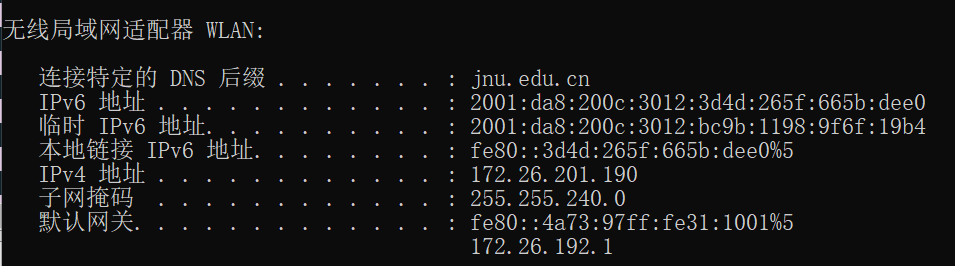 无线局域网适配器 WLAN:
连接特定的 DNS 后缀 . . . . . . . : jnu.edu.cn
IPv6 地址 . . . . . . . . . . . . : 2001:da8:200c:3012:3d4d:265f:665b:dee0
临时 IPv6 地址. . . . . . . . . . : 2001:da8:200c:3012:bc9b:1198:9f6f:19b4
本地链接 IPv6 地址. . . . . . . . : fe80::3d4d:265f:665b:dee0%5
IPv4 地址 . . . . . . . . . . . . : 172.26.201.190
子网掩码  . . . . . . . . . . . . : 255.255.240.0
默认网关. . . . . . . . . . . . . : fe80::4a73:97ff:fe31:1001%5
172.26.192.1